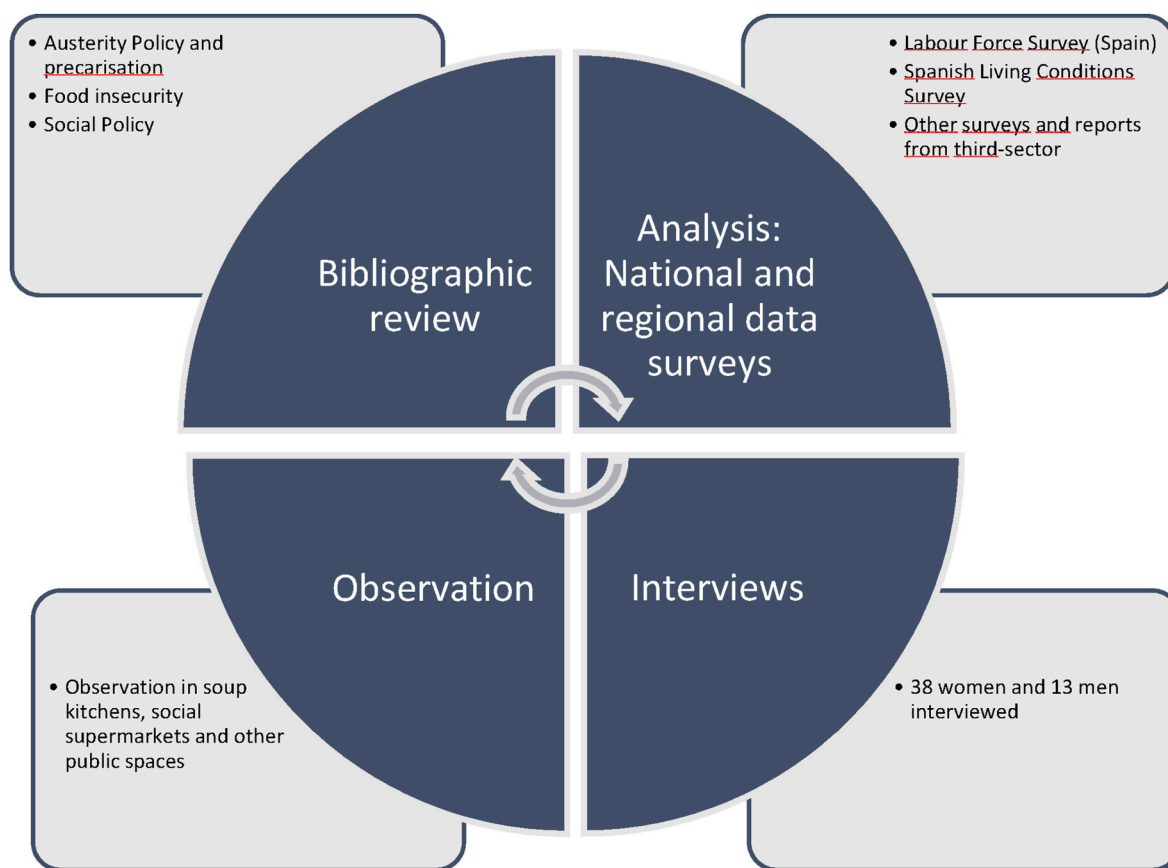 • Austerity Policy and
precarisation
• Food insecurity
• Social Policy
• Labour Force Survey (Spain)
• Spanish Living Conditions
Survey
• Other surveys and reports
from third-sector
Bibliographic
review
Analysis:
National and
regional data
surveys
Observation
Interviews
• Observation in soup
kitchens, social
supermarkets and other
public spaces
• 38 women and 13 men
interviewed